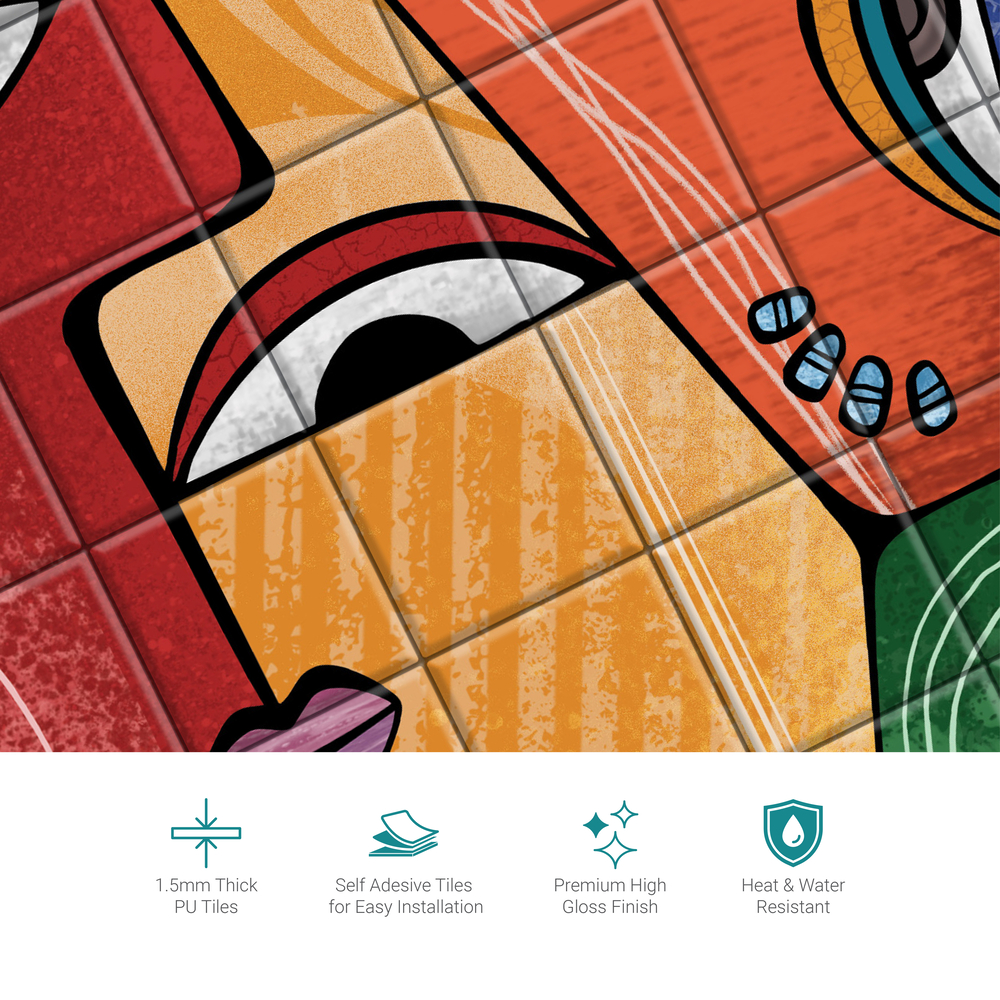 1.5mm Thick
PU Tiles
Self Adesive Tiles
for Easy Installation
Premium High
Gloss Finish
Heat & Water
Resistant